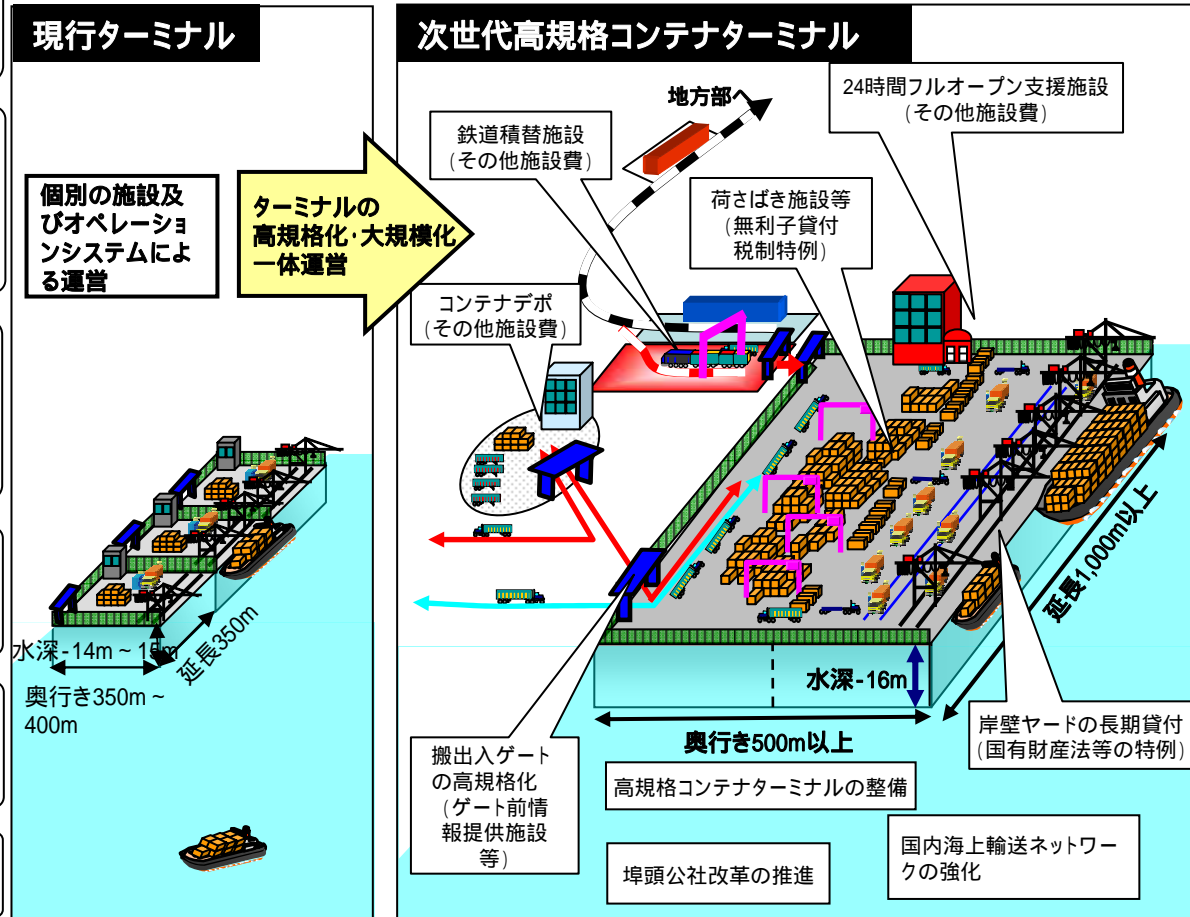 現行ターミナル
個別の施設及
びオペレーショ
ンシステムによ
る運営
ターミナルの
高規格化・大規模化
一体運営
水深-14m ~ 15m
延長350m
奥行き350m ~
400m
次世代高規格コンテナターミナル
地方部へ
24時間フルオープン支援施設
(その他施設費)
鉄道積替施設
(その他施設費)
荷さばき施設等
(無利子貸付
税制特例)
コンテナデポ
(その他施設費)
延長1,000m以上
水深-16m
奥行き500m以上
岸壁ヤードの長期貸付
(国有財産法等の特例)
搬出入ゲート
の高規格化
(ゲート前情
報提供施設
等)
高規格コンテナターミナルの整備
国内海上輸送ネットワー
クの強化
埠頭公社改革の推進